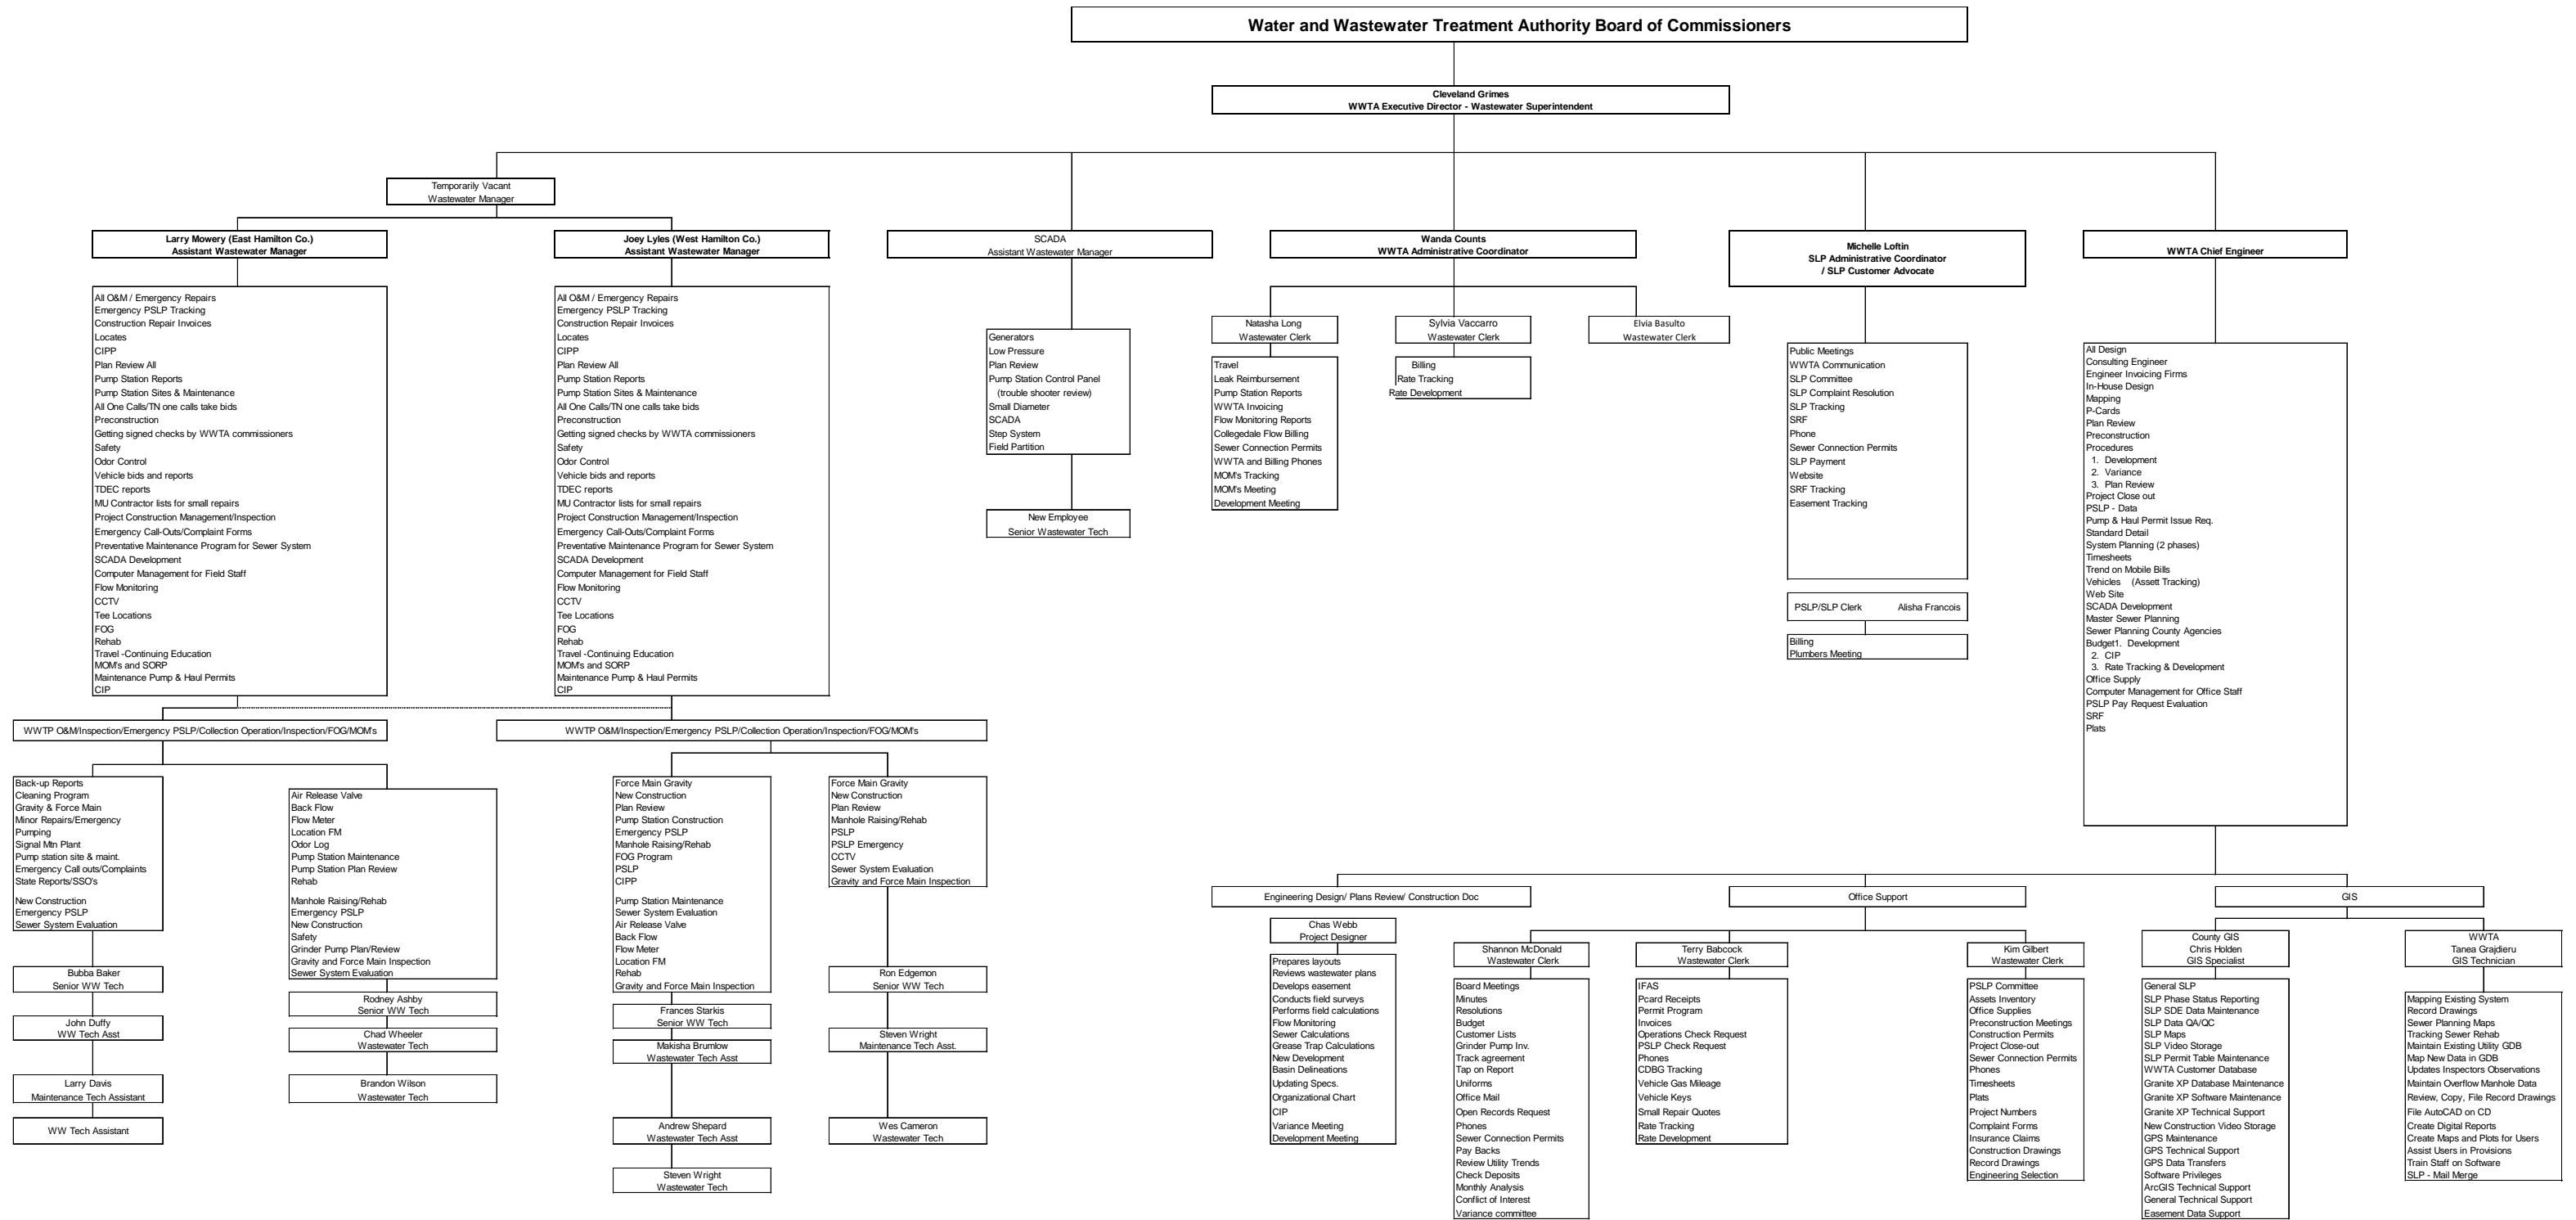 Water and Wastewater Treatment Authority Board of Commissioners
Cleveland Grimes
WWTA Executive Director - Wastewater Superintendent
Temporarily Vacant
Wastewater Manager
Larry Mowery (East Hamilton Co.)
Assistant Wastewater Manager
All O&M / Emergency Repairs
Emergency PSLP Tracking
Construction Repair Invoices
Locates
CIPP
Plan Review All
Pump Station Reports
Pump Station Sites & Maintenance
All One Calls/TN one calls take bids
Preconstruction
Getting signed checks by WWTA commissioners
Safety
Odor Control
Vehicle bids and reports
TDEC reports
MU Contractor lists for small repairs
Project Construction Management/Inspection
Emergency Call-Outs/Complaint Forms
Preventative Maintenance Program for Sewer System
SCADA Development
Computer Management for Field Staff
Flow Monitoring
CCTV
Tee Locations
FOG
Rehab
Travel -Continuing Education
MOM's and SORP
Maintenance Pump & Haul Permits
CIP
Joey Lyles (West Hamilton Co.)
Assistant Wastewater Manager
All O&M / Emergency Repairs
Emergency PSLP Tracking
Construction Repair Invoices
Locates
CIPP
Plan Review All
Pump Station Reports
Pump Station Sites & Maintenance
All One Calls/TN one calls take bids
Preconstruction
Getting signed checks by WWTA commissioners
Safety
Odor Control
Vehicle bids and reports
TDEC reports
MU Contractor lists for small repairs
Project Construction Management/Inspection
Emergency Call-Outs/Complaint Forms
Preventative Maintenance Program for Sewer System
SCADA Development
Computer Management for Field Staff
Flow Monitoring
CCTV
Tee Locations
FOG
Rehab
Travel -Continuing Education
MOM's and SORP
Maintenance Pump & Haul Permits
CIP
SCADA
Assistant Wastewater Manager
Generators
Low Pressure
Plan Review
Pump Station Control Panel
(trouble shooter review)
Small Diameter
SCADA
Step System
Field Partition
New Employee
Senior Wastewater Tech
Wanda Counts
WWTA Administrative Coordinator
Natasha Long
Wastewater Clerk
Travel
Leak Reimbursement
Pump Station Reports
WWTA Invoicing
Flow Monitoring Reports
Collegedale Flow Billing
Sewer Connection Permits
WWTA and Billing Phones
MOM's Tracking
MOM's Meeting
Development Meeting
Sylvia Vaccarro
Wastewater Clerk
Billing
Rate Tracking
Rate Development
Elvia Basulto
Wastewater Clerk
Michelle Loftin
SLP Administrative Coordinator
/ SLP Customer Advocate
Public Meetings
WWTA Communication
SLP Committee
SLP Complaint Resolution
SLP Tracking
SRF
Phone
Sewer Connection Permits
SLP Payment
Website
SRF Tracking
Easement Tracking
PSLP/SLP Clerk Alisha Francois
Billing
Plumbers Meeting
WWTA Chief Engineer
All Design
Consulting Engineer
Engineer Invoicing Firms
In-House Design
Mapping
P-Cards
Plan Review
Preconstruction
Procedures
1. Development
2. Variance
3. Plan Review
Project Close out
PSLP - Data
Pump & Haul Permit Issue Req.
Standard Detail
System Planning (2 phases)
Timesheets
Trend on Mobile Bills
Vehicles (Assett Tracking)
Web Site
SCADA Development
Master Sewer Planning
Sewer Planning County Agencies
Budget1. Development
2. CIP
3. Rate Tracking & Development
Office Supply
Computer Management for Office Staff
PSLP Pay Request Evaluation
SRF
Plats
WWTP O&M/Inspection/Emergency PSLP/Collection Operation/Inspection/FOG/MOM's
Back-up Reports
Cleaning Program
Gravity & Force Main
Minor Repairs/Emergency
Pumping
Signal Mtn Plant
Pump station site & maint.
Emergency Call outs/Complaints
State Reports/SSO's
New Construction
Emergency PSLP
Sewer System Evaluation
Bubba Baker
Senior WW Tech
John Duffy
WW Tech Asst
Larry Davis
Maintenance Tech Assistant
WW Tech Assistant
Air Release Valve
Back Flow
Flow Meter
Location FM
Odor Log
Pump Station Maintenance
Pump Station Plan Review
Rehab
Manhole Raising/Rehab
Emergency PSLP
New Construction
Safety
Grinder Pump Plan/Review
Gravity and Force Main Inspection
Sewer System Evaluation
Rodney Ashby
Senior WW Tech
Chad Wheeler
Wastewater Tech
Brandon Wilson
Wastewater Tech
WWTP O&M/Inspection/Emergency PSLP/Collection Operation/Inspection/FOG/MOM's
Force Main Gravity
New Construction
Plan Review
Pump Station Construction
Emergency PSLP
Manhole Raising/Rehab
FOG Program
PSLP
CIPP
Pump Station Maintenance
Sewer System Evaluation
Air Release Valve
Back Flow
Flow Meter
Location FM
Rehab
Gravity and Force Main Inspection
Frances Starkis
Senior WW Tech
Makisha Brumlow
Wastewater Tech Asst
Andrew Shepard
Wastewater Tech Asst
Steven Wright
Wastewater Tech
Force Main Gravity
New Construction
Plan Review
Manhole Raising/Rehab
PSLP
PSLP Emergency
CCTV
Sewer System Evaluation
Gravity and Force Main Inspection
Ron Edgemon
Senior WW Tech
Steven Wright
Maintenance Tech Asst.
Wes Cameron
Wastewater Tech
Engineering Design/ Plans Review/ Construction Doc
Chas Webb
Project Designer
Prepares layouts
Reviews wastewater plans
Develops easement
Conducts field surveys
Performs field calculations
Flow Monitoring
Sewer Calculations
Grease Trap Calculations
New Development
Basin Delineations
Updating Specs.
Organizational Chart
CIP
Variance Meeting
Development Meeting
Office Support
Shannon McDonald
Wastewater Clerk
Board Meetings
Minutes
Resolutions
Budget
Customer Lists
Grinder Pump Inv.
Track agreement
Tap on Report
Uniforms
Office Mail
Open Records Request
Phones
Sewer Connection Permits
Pay Backs
Review Utility Trends
Check Deposits
Monthly Analysis
Conflict of Interest
Variance committee
Terry Babcock
Wastewater Clerk
IFAS
Pcard Receipts
Permit Program
Invoices
Operations Check Request
PSLP Check Request
Phones
CDBG Tracking
Vehicle Gas Mileage
Vehicle Keys
Small Repair Quotes
Rate Tracking
Rate Development
Kim Gilbert
Wastewater Clerk
PSLP Committee
Assets Inventory
Office Supplies
Preconstruction Meetings
Construction Permits
Project Close-out
Sewer Connection Permits
Phones
Timesheets
Plats
Project Numbers
Complaint Forms
Insurance Claims
Construction Drawings
Record Drawings
Engineering Selection
GIS
County GIS
Chris Holden
GIS Specialist
General SLP
SLP Phase Status Reporting
SLP SDE Data Maintenance
SLP Data QA/QC
SLP Maps
SLP Video Storage
SLP Permit Table Maintenance
WWTA Customer Database
Granite XP Database Maintenance
Granite XP Software Maintenance
Granite XP Technical Support
New Construction Video Storage
GPS Maintenance
GPS Technical Support
GPS Data Transfers
Software Privileges
ArcGIS Technical Support
General Technical Support
Easement Data Support
WWTA
Tanea Grajdieru
GIS Technician
Mapping Existing System
Record Drawings
Sewer Planning Maps
Tracking Sewer Rehab
Maintain Existing Utility GDB
Map New Data in GDB
Updates Inspectors Observations
Maintain Overflow Manhole Data
Review, Copy, File Record Drawings
File AutoCAD on CD
Create Digital Reports
Create Maps and Plots for Users
Assist Users in Provisions
Train Staff on Software
SLP - Mail Merge